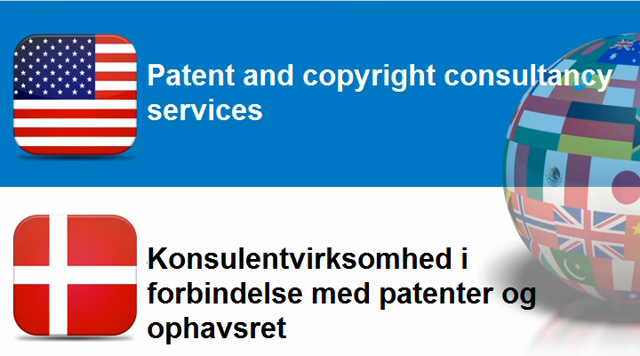 Patent and copyright consultancy
services
Konsulentvirksomhed i
forbindelse med patenter og
ophavsret